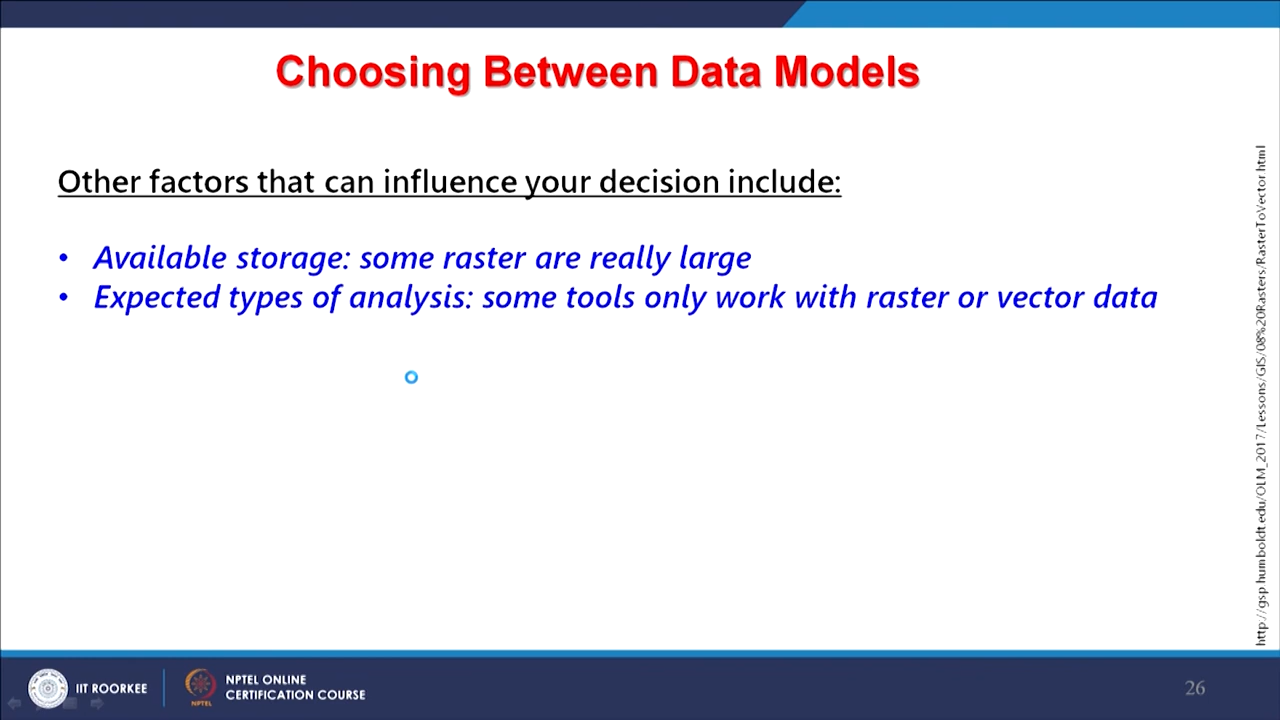 Choosing Between Data Models
Other factors that can influence your decision include:
• Available storage: some raster are really large
• Expected types of analysis: some tools only work with raster or vector data
http://gsp.humboldt.edu/OLM_2017/Lessons/GIS/08%20Rasters/RasterToVector.html
IIT ROORKEE
NPTEL
NPTEL ONLINE
CERTIFICATION COURSE
26